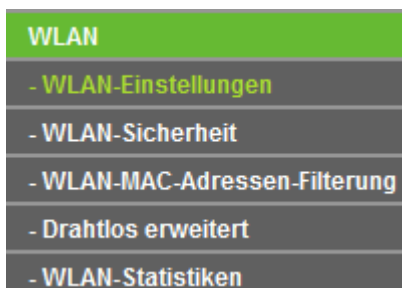 WLAN
- WLAN-Einstellungen
- WLAN-Sicherheit
- WLAN-MAC-Adressen-Filterung
- Drahtlos erweitert
- WLAN-Statistiken